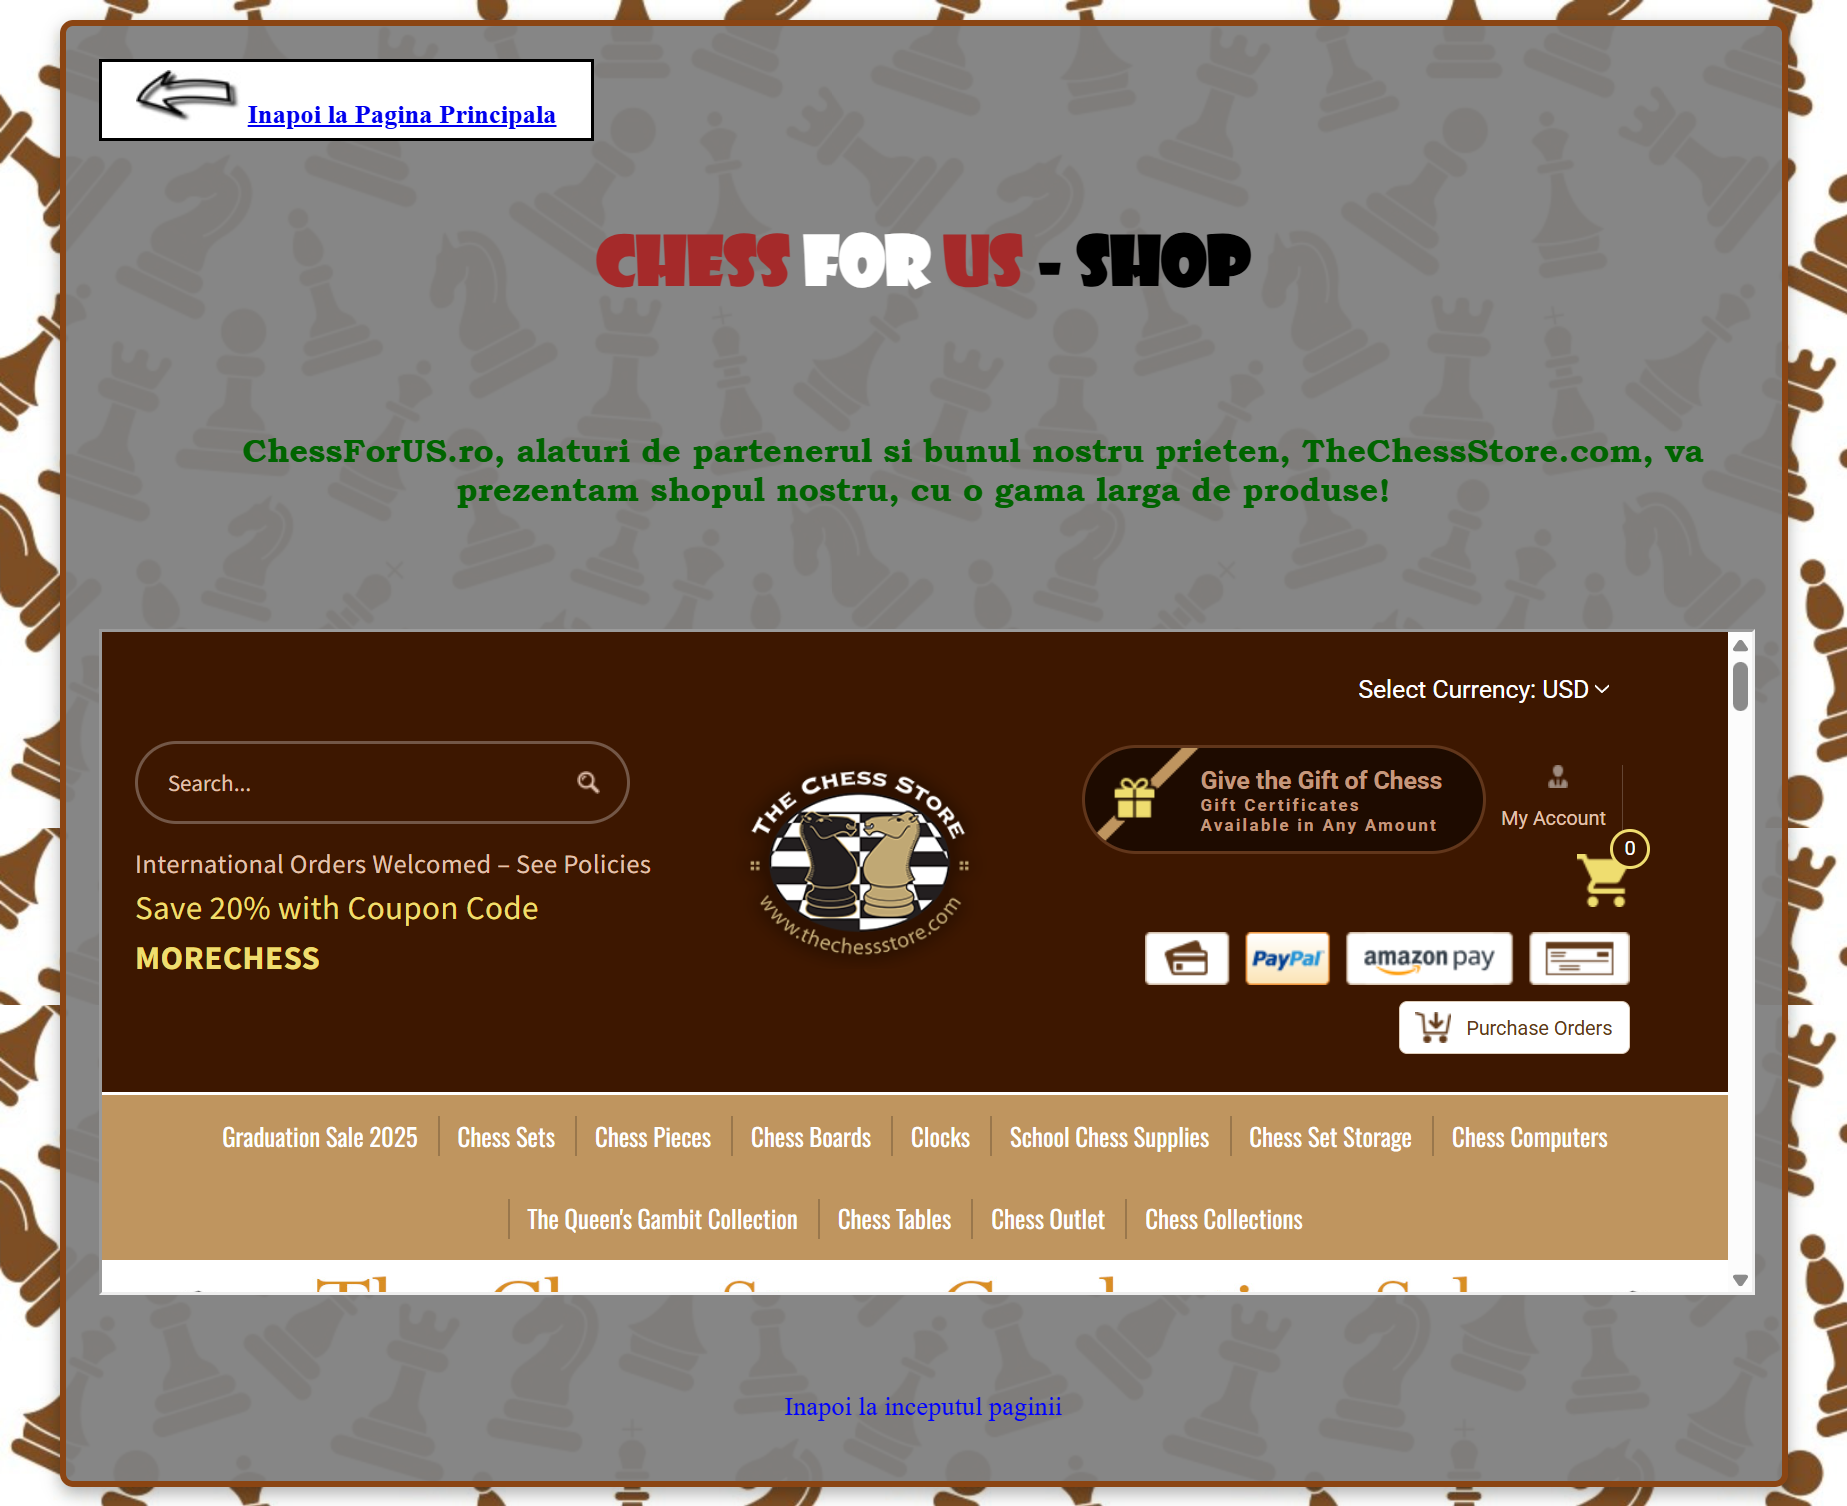 Inapoi la Pagina Principala
CHESS FOR US - SHOP
ChessForUS.ro, alaturi de partenerul si bunul nostru prieten, TheChessStore.com, va
prezentam shopul nostru, cu o gama larga de produse!
Select Currency: USD
Search...
International Orders Welcomed – See Policies
Save 20% with Coupon Code
MORECHESS
THE CHESS STORE
www.thechessstore.com
Give the Gift of Chess
Gift Certificates
Available in Any Amount
My Account
0
PayPal
amazon pay
Purchase Orders
Graduation Sale 2025
Chess Sets
Chess Pieces
Chess Boards
Clocks
School Chess Supplies
Chess Set Storage
Chess Computers
The Queen's Gambit Collection
Chess Tables
Chess Outlet
Chess Collections
Inapoi la inceputul paginii